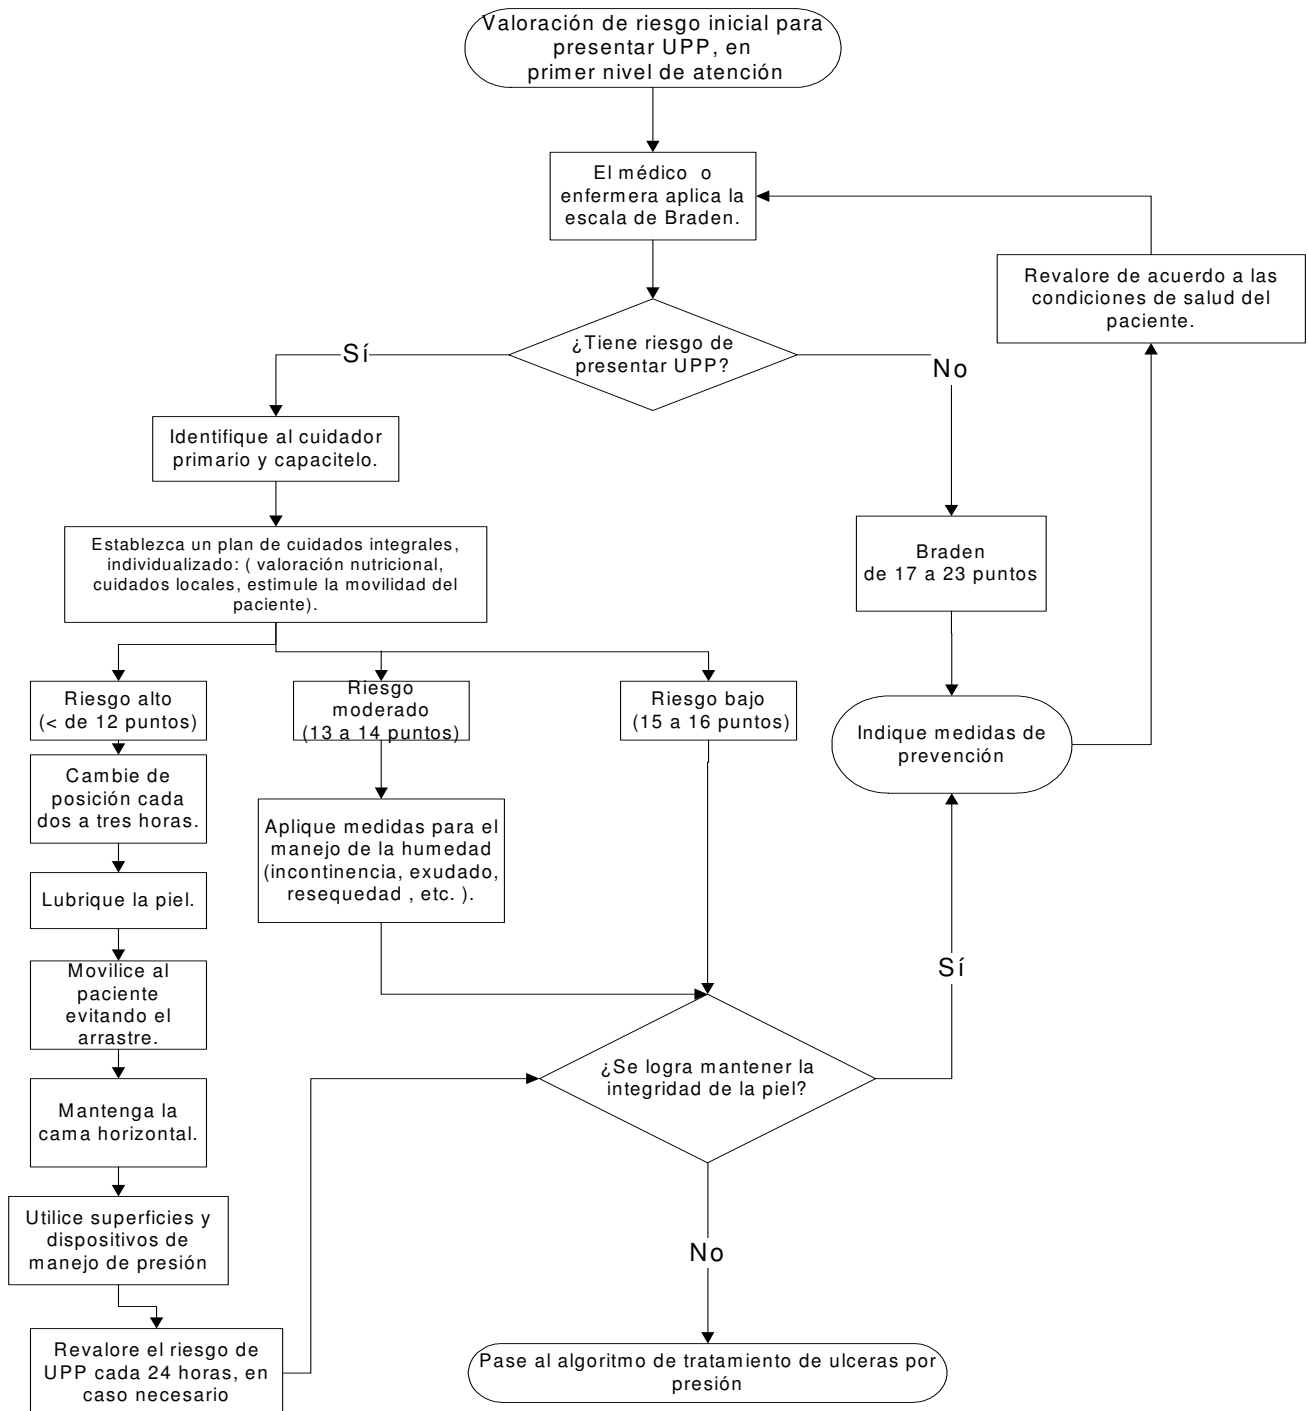 Valoración de riesgo inicial para
presentar UPP, en
primer nivel de atención
El médico o
enfermera aplica la
escala de Braden.
Revalore de acuerdo a las
condiciones de salud del
paciente.
¿Tiene riesgo de
presentar UPP?
Sí
No
Identifique al cuidador
primario y capacitelo.
Establezca un plan de cuidados integrales,
individualizado: ( valoración nutricional,
cuidados locales, estimule la movilidad del
paciente).
Braden
de 17 a 23 puntos
Riesgo alto
(< de 12 puntos)
Riesgo
moderado
(13 a 14 puntos)
Riesgo bajo
(15 a 16 puntos)
Indique medidas de
prevención
Cambie de
posición cada
dos a tres horas.
Aplique medidas para el
manejo de la humedad
(incontinencia, exudado,
resequedad , etc. ).
Lubrique la piel.
Movilice al
paciente
evitando el
arrastre.
Sí
¿Se logra mantener la
integridad de la piel?
Mantenga la
cama horizontal.
Utilice superficies y
dispositivos de
manejo de presión
No
Revalore el riesgo de
UPP cada 24 horas, en
caso necesario
Pase al algoritmo de tratamiento de ulceras por
presión